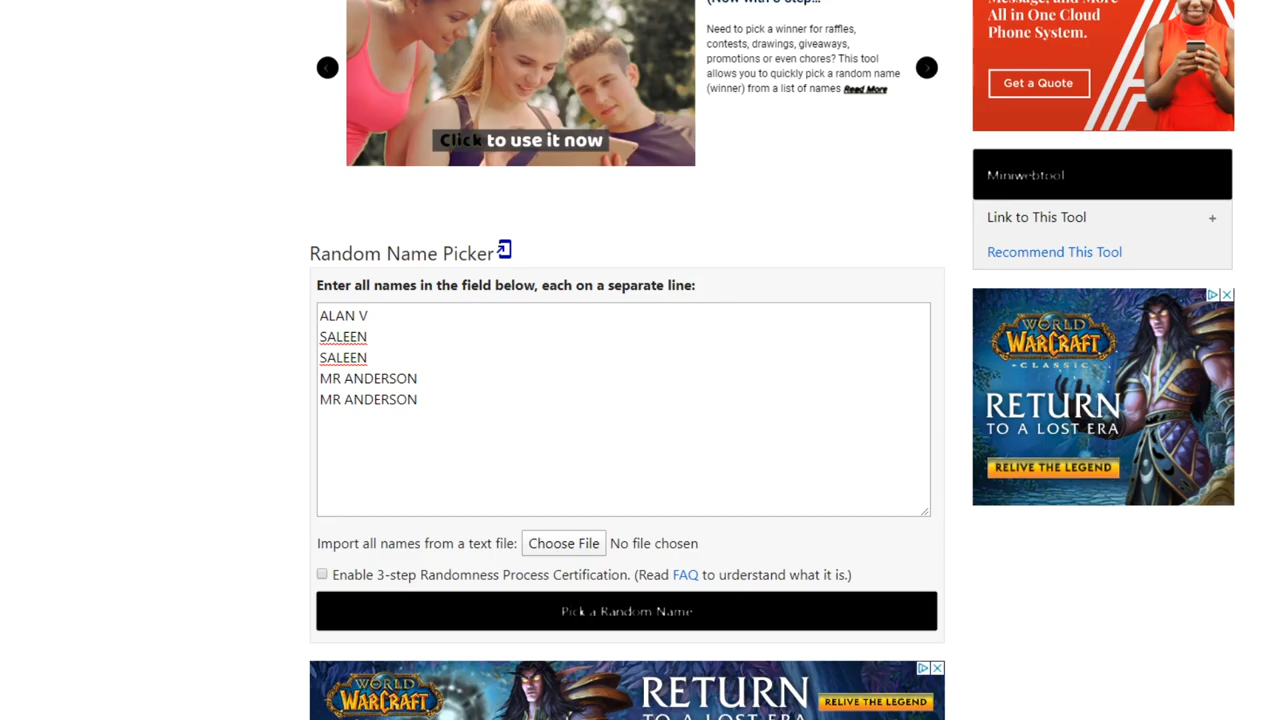 Need to pick a winner for raffles,
contests, drawings, giveaways,
promotions or even chores? This tool
allows you to quickly pick a random name
(winner) from a list of names Read More
Click to use it now
Message, and More
All in One Cloud
Phone System.
Get a Quote
Miniwebtool
Link to This Tool
+
Recommend This Tool
Random Name Picker
Enter all names in the field below, each on a separate line:
ALAN V
SALEEN
SALEEN
MR ANDERSON
MR ANDERSON
Import all names from a text file: Choose File No file chosen
Enable 3-step Randomness Process Certification. (Read FAQ to understand what it is.)
Pick a Random Name
WORLD
WARCRAFT
CLASSIC
RETURN
TO A LOST ERA
RELIVE THE LEGEND
WORLD
WARCRAFT
RETURN
TO A LOST ERA
RELIVE THE LEGEND